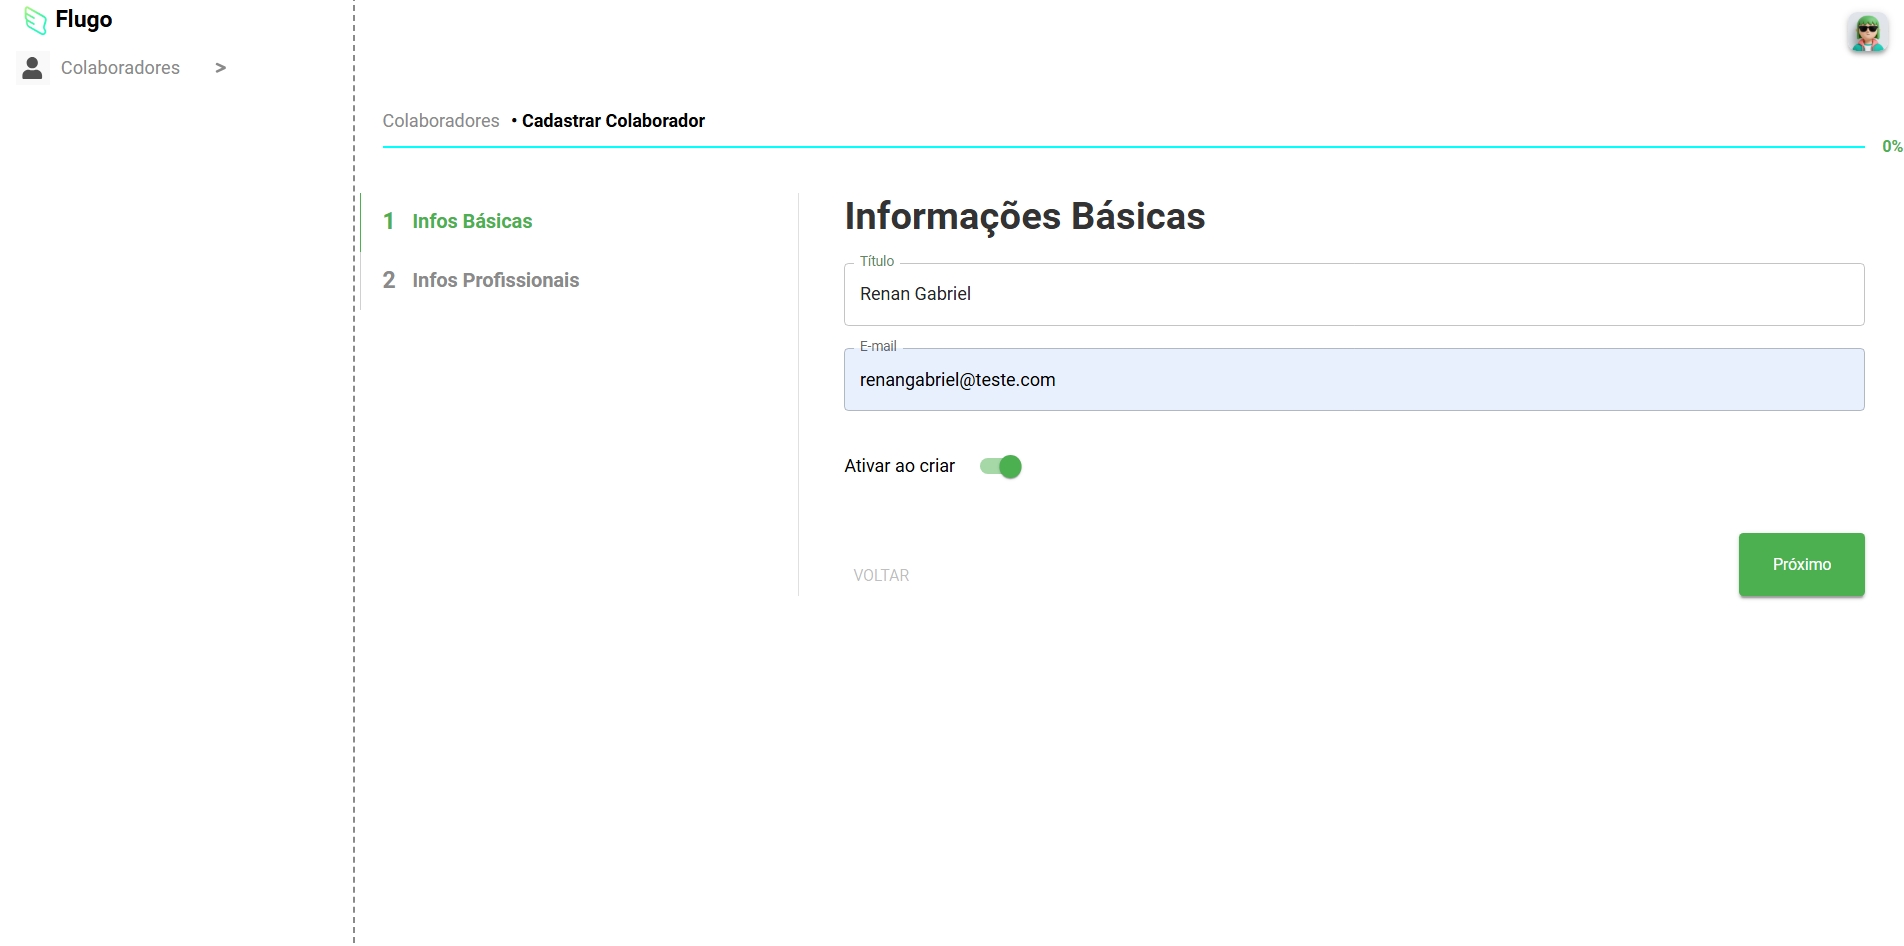 Flugo
Colaboradores >
Colaboradores • Cadastrar Colaborador
0%
1 Infos Básicas
2 Infos Profissionais
Informações Básicas
Título
Renan Gabriel
E-mail
renangabriel@teste.com
Ativar ao criar
VOLTAR
Próximo